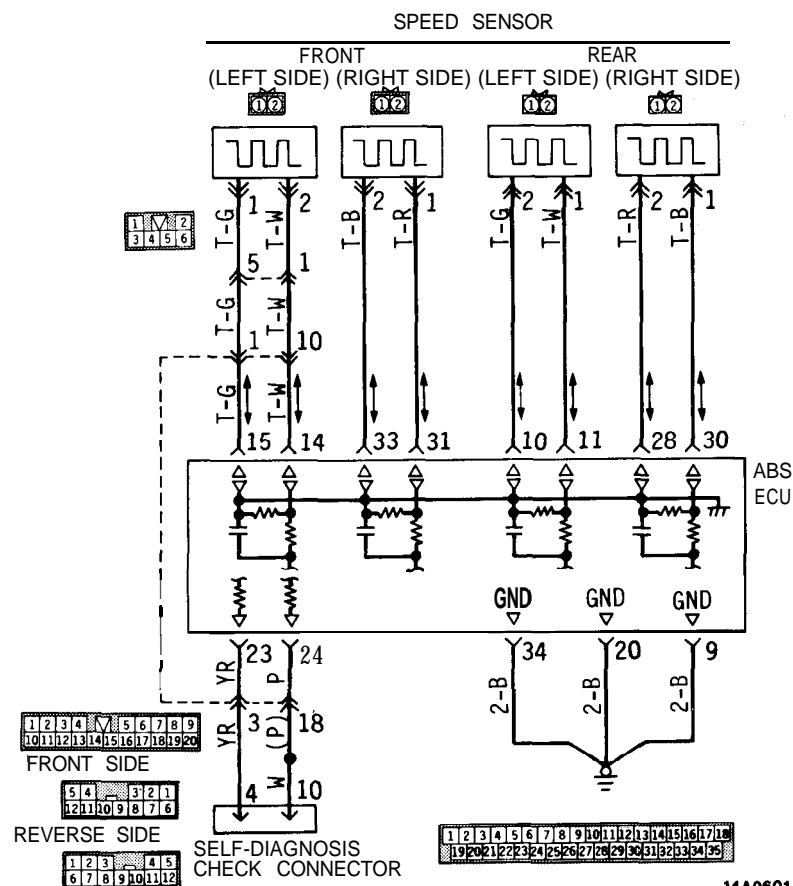 SPEED SENSOR
FRONT REAR
(LEFT SIDE) (RIGHT SIDE) (LEFT SIDE) (RIGHT SIDE)
1 2 1 2 1 2 1 2
1 2 2 1 2 1 2 1
T-G T-W T-B T-R T-G T-W T-R T-B
1 2
3 4 5 6
5 1
T-G T-W
1 10
T-G T-W
15 14 33 31 10 11 28 30
ABS
ECU
GND GND GND
23 24 34 20 9
YR P 2-B 2-B 2-B
3 18
YR (P)
W
4 10
1 2 3 4 5 6 7 8 9
10 11 12 13 14 15 16 17 18 19 20
FRONT SIDE
5 4 3 2 1
12 11 10 9 8 7 6
REVERSE SIDE
1 2 3 4 5
6 7 8 9 10 11 12
SELF-DIAGNOSIS
CHECK CONNECTOR
1 2 3 4 5 6 7 8 9 10 11 12 13 14 15 16 17 18
19 20 21 22 23 24 25 26 27 28 29 30 31 32 33 34 35